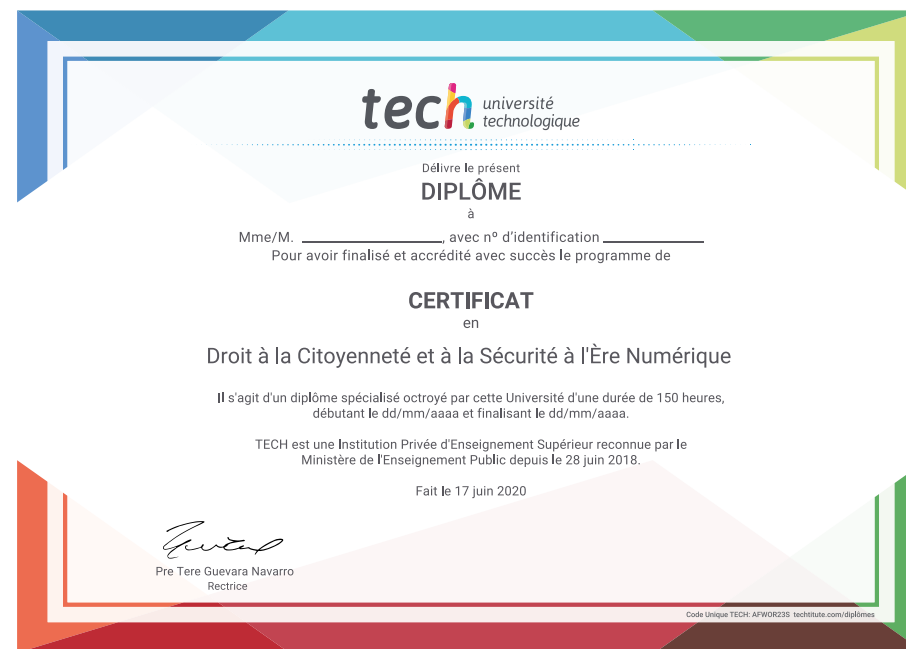 tech université
technologique
Délivre le présent
DIPLÔME
à
Mme/M. ____________________, avec nº d'identification ______________
Pour avoir finalisé et accrédité avec succès le programme de
CERTIFICAT
en
Droit à la Citoyenneté et à la Sécurité à l'Ère Numérique
Il s'agit d'un diplôme spécialisé octroyé par cette Université d'une durée de 150 heures,
débutant le dd/mm/aaaa et finalisant le dd/mm/aaaa.
TECH est une Institution Privée d'Enseignement Supérieur reconnue par le
Ministère de l'Enseignement Public depuis le 28 juin 2018.
Fait le 17 juin 2020
Pre Tere Guevara Navarro
Rectrice
Code Unique TECH: AFWOR23S techtitute.com/diplômes